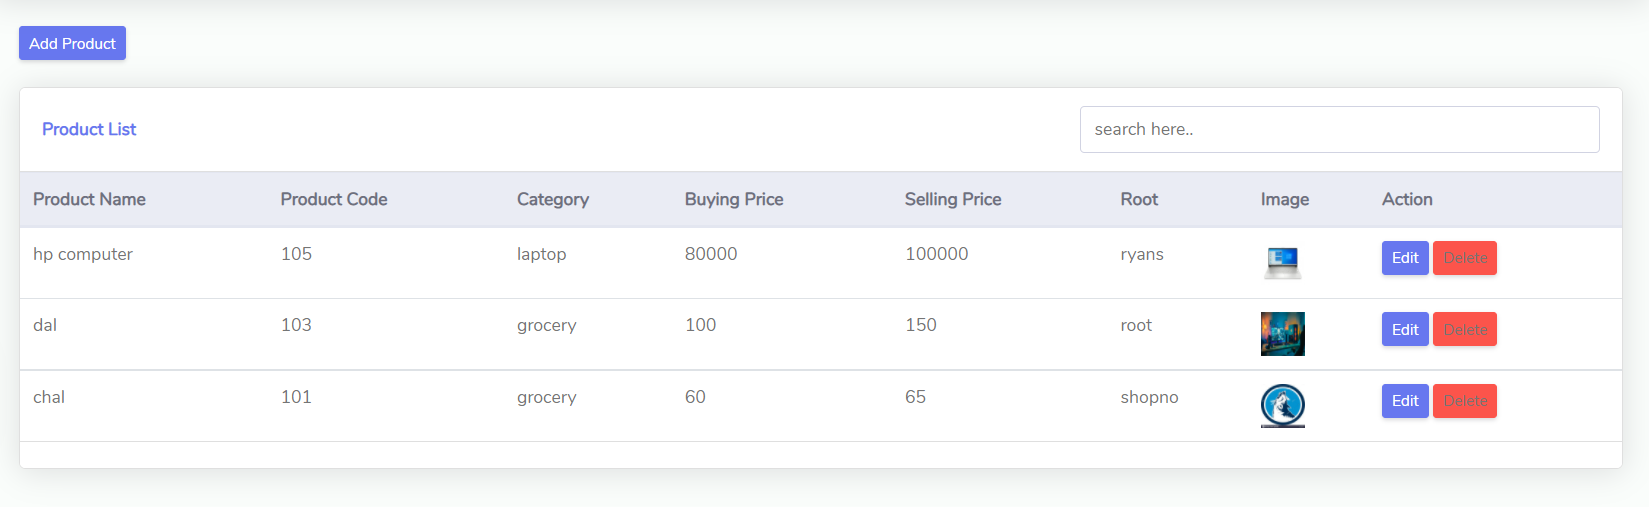 Add Product
Product List
search here..
Product Name Product Code Category Buying Price Selling Price Root Image Action
hp computer 105 laptop 80000 100000 ryans Edit Delete
dal 103 grocery 100 150 root Edit Delete
chal 101 grocery 60 65 shopno Edit Delete